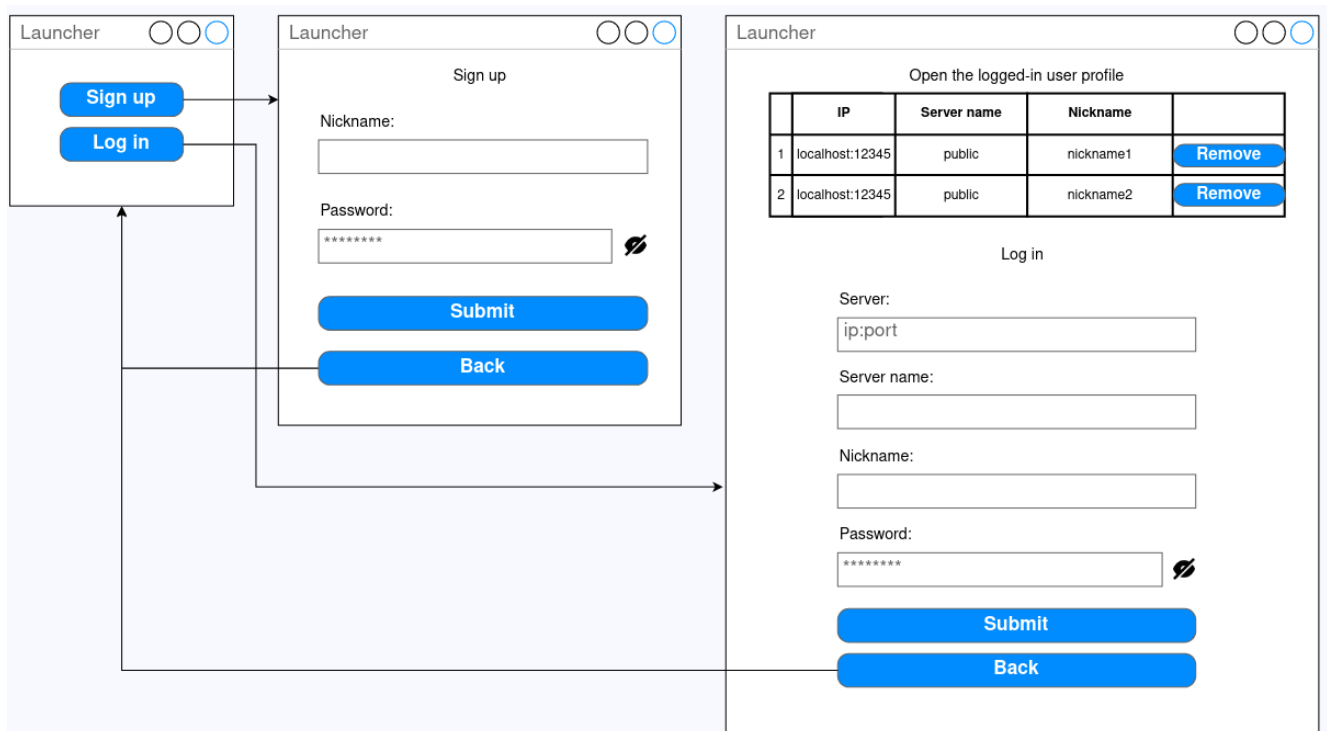 Launcher
Sign up
Log in
Launcher
Sign up
Nickname:
Password:
********
Submit
Back
Launcher
Open the logged-in user profile
IP Server name Nickname
1 localhost:12345 public nickname1 Remove
2 localhost:12345 public nickname2 Remove
Log in
Server:
ip:port
Server name:
Nickname:
Password:
********
Submit
Back